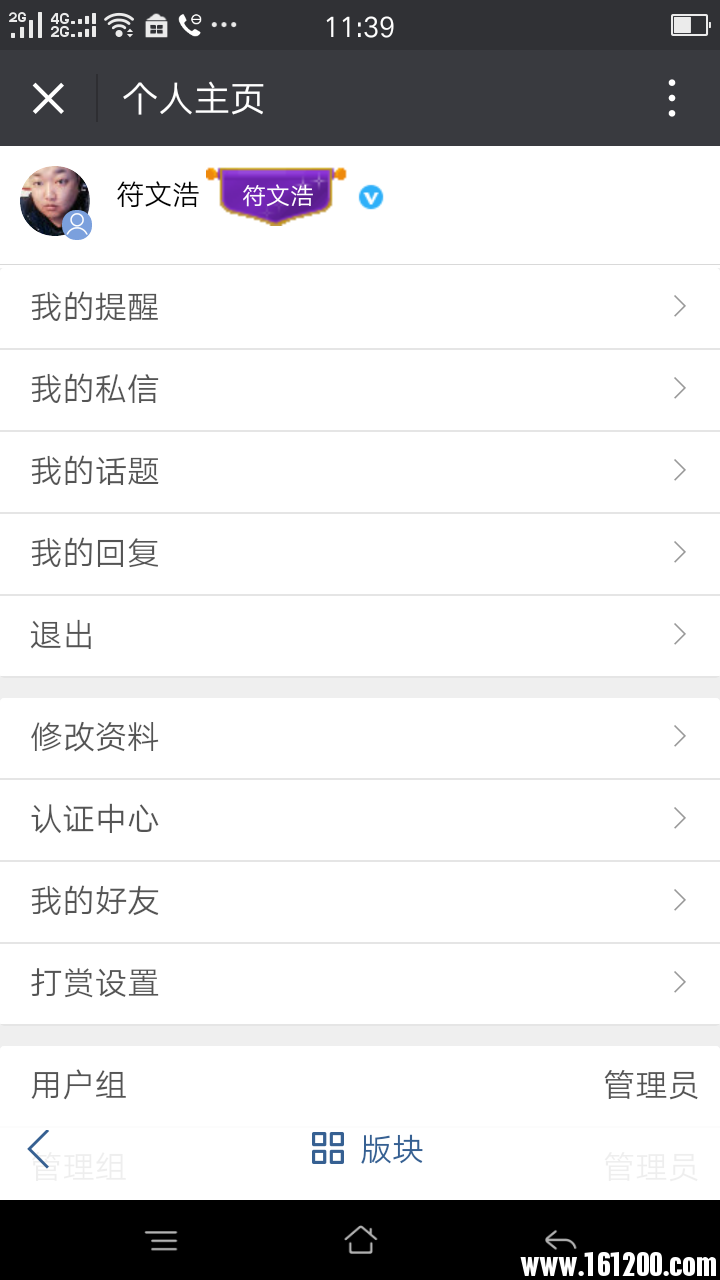 2G 4G 2G 11:39
个人主页
符文浩 符文浩 V
我的提醒
我的私信
我的话题
我的回复
退出
修改资料
认证中心
我的好友
打赏设置
用户组 管理员
版块
管理组 管理员
www.161200.com